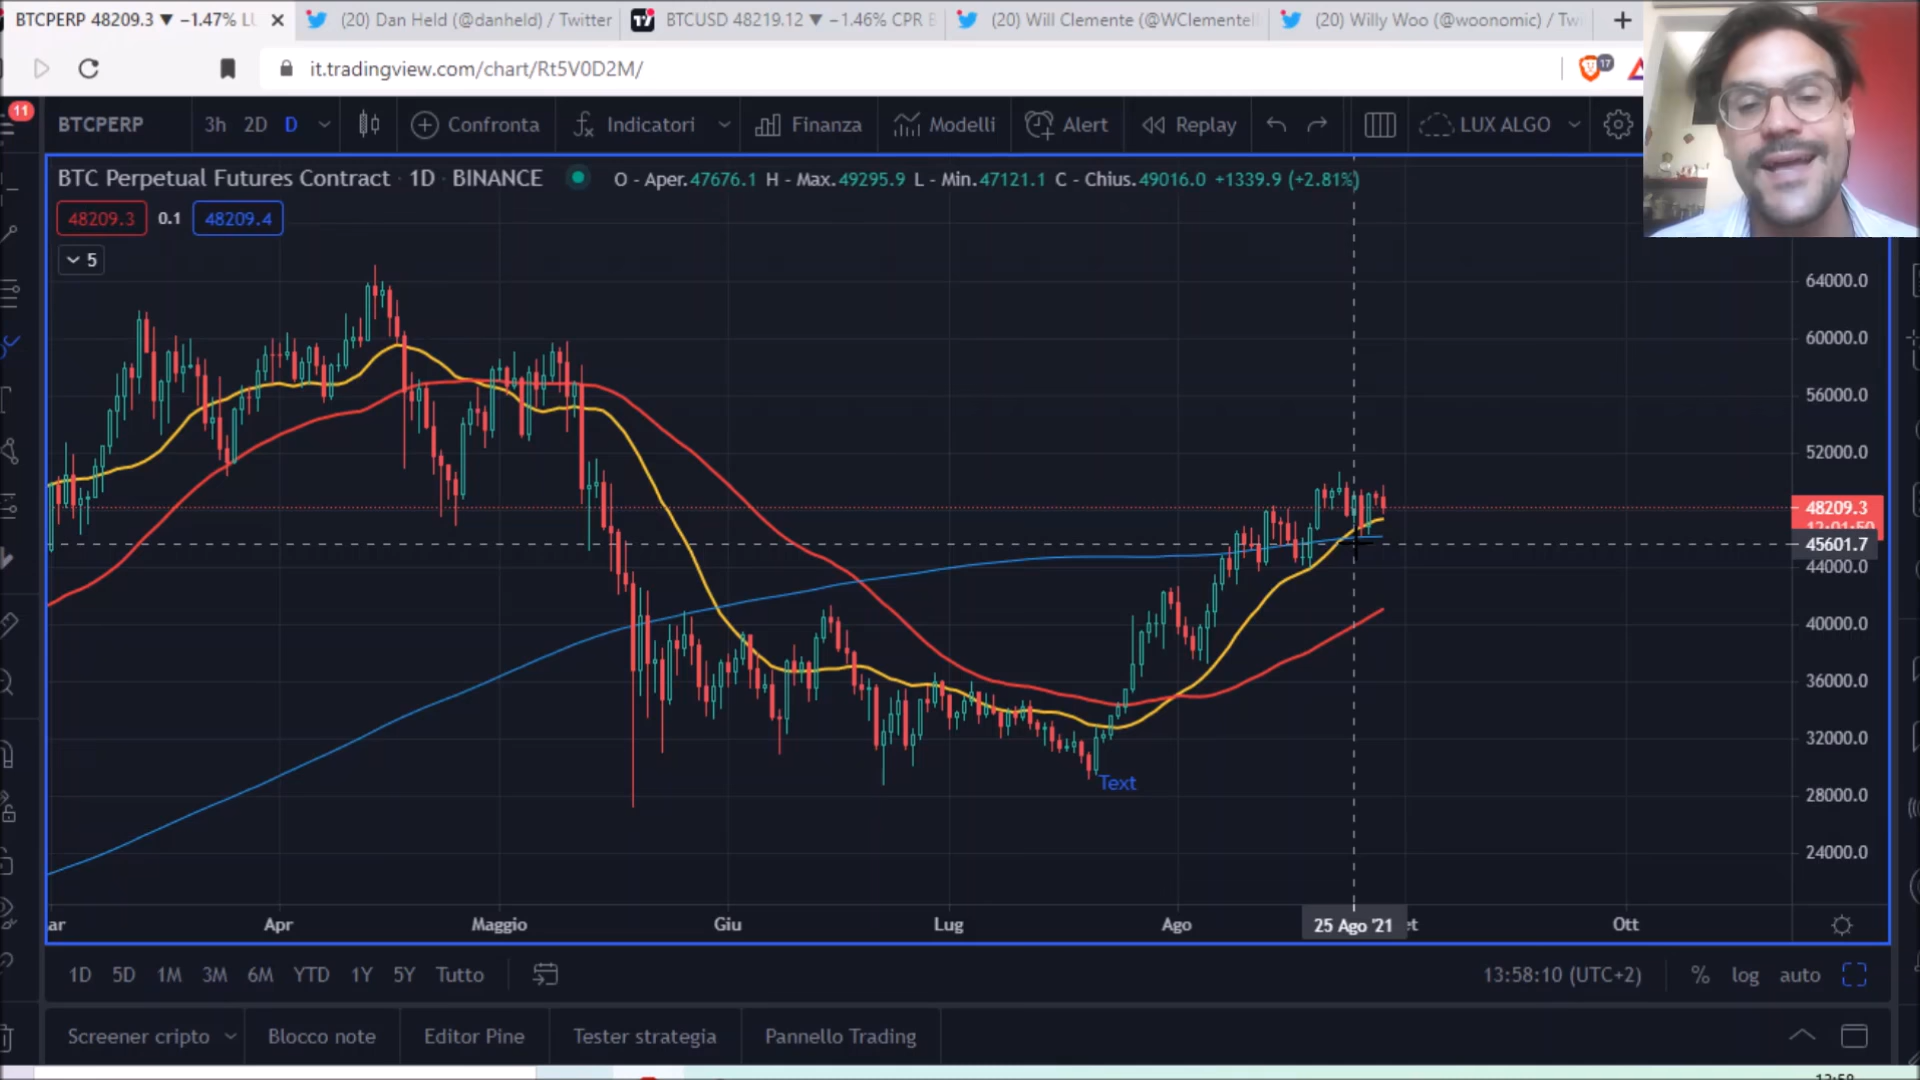 BTCPERP 48209.3 ▼ −1.47% LU
(20) Dan Held (@danheld) / Twitter
BTCUSD 48219.12 ▼ −1.46% CPR
(20) Will Clemente (@WClemente
(20) Willy Woo (@woonomic) / Tw
it.tradingview.com/chart/Rt5V0D2M/
17
11
BTCPERP
3h 2D D
Confronta
Indicatori
Finanza
Modelli
Alert
Replay
LUX ALGO
BTC Perpetual Futures Contract · 1D · BINANCE
O - Aper.47676.1 H - Max.49295.9 L - Min.47121.1 C - Chius.49016.0 +1339.9 (+2.81%)
48209.3 0.1 48209.4
5
64000.0
60000.0
56000.0
52000.0
48209.3
45601.7
44000.0
40000.0
36000.0
32000.0
Text
28000.0
24000.0
ar Apr Maggio Giu Lug Ago 25 Ago '21 et Ott
1D 5D 1M 3M 6M YTD 1Y 5Y Tutto
13:58:10 (UTC+2) % log auto
Screener cripto Blocco note Editor Pine Tester strategia Pannello Trading